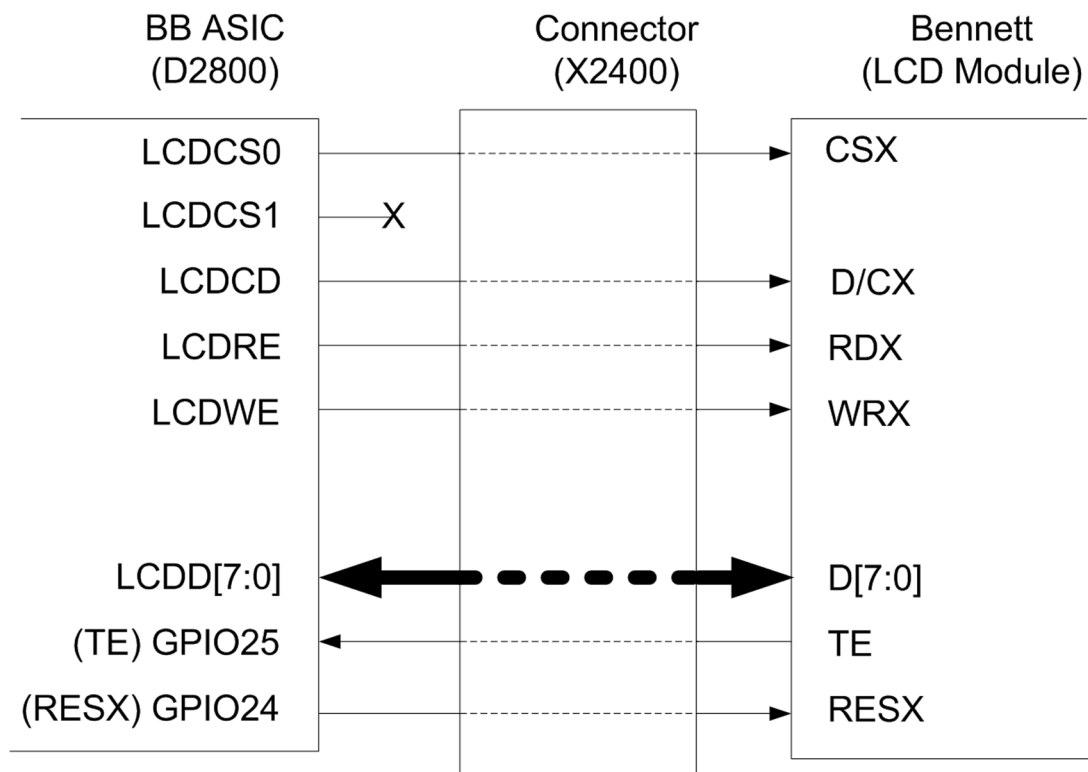 BB ASIC
(D2800)
Connector
(X2400)
Bennett
(LCD Module)
LCDCS0
CSX
LCDCS1
X
LCDCD
D/CX
LCDRE
RDX
LCDWE
WRX
LCDD[7:0]
D[7:0]
(TE) GPIO25
TE
(RESX) GPIO24
RESX